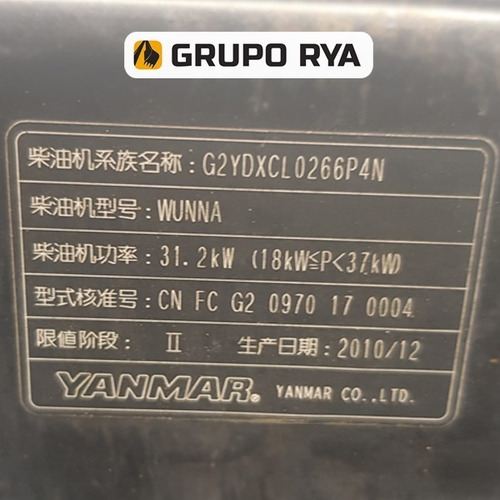 GRUPO RYA
柴油机系族名称: G2YDXCL0266P4N
柴油机型号: WUNNA
柴油机功率: 31.2kW (18kW≦P<37kW)
型式核准号: CN FC G2 0970 17 0004
限值阶段: Ⅱ 生产日期: 2010/12
YANMAR® YANMAR CO.,LTD.